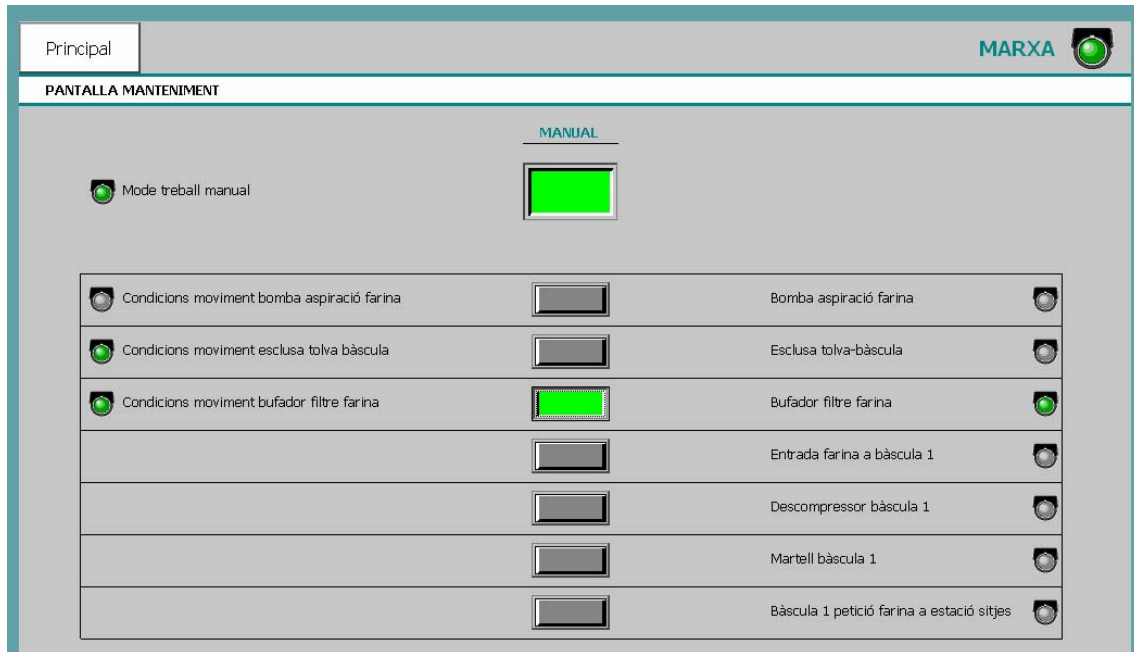 Principal
MARXA
PANTALLA MANTENIMENT
MANUAL
Mode treball manual
Condicions moviment bomba aspiració farina
Bomba aspiració farina
Condicions moviment esclusa tolva bàscula
Esclusa tolva-bàscula
Condicions moviment bufador filtre farina
Bufador filtre farina
Entrada farina a bàscula 1
Descompressor bàscula 1
Martell bàscula 1
Bàscula 1 petició farina a estació sitjes